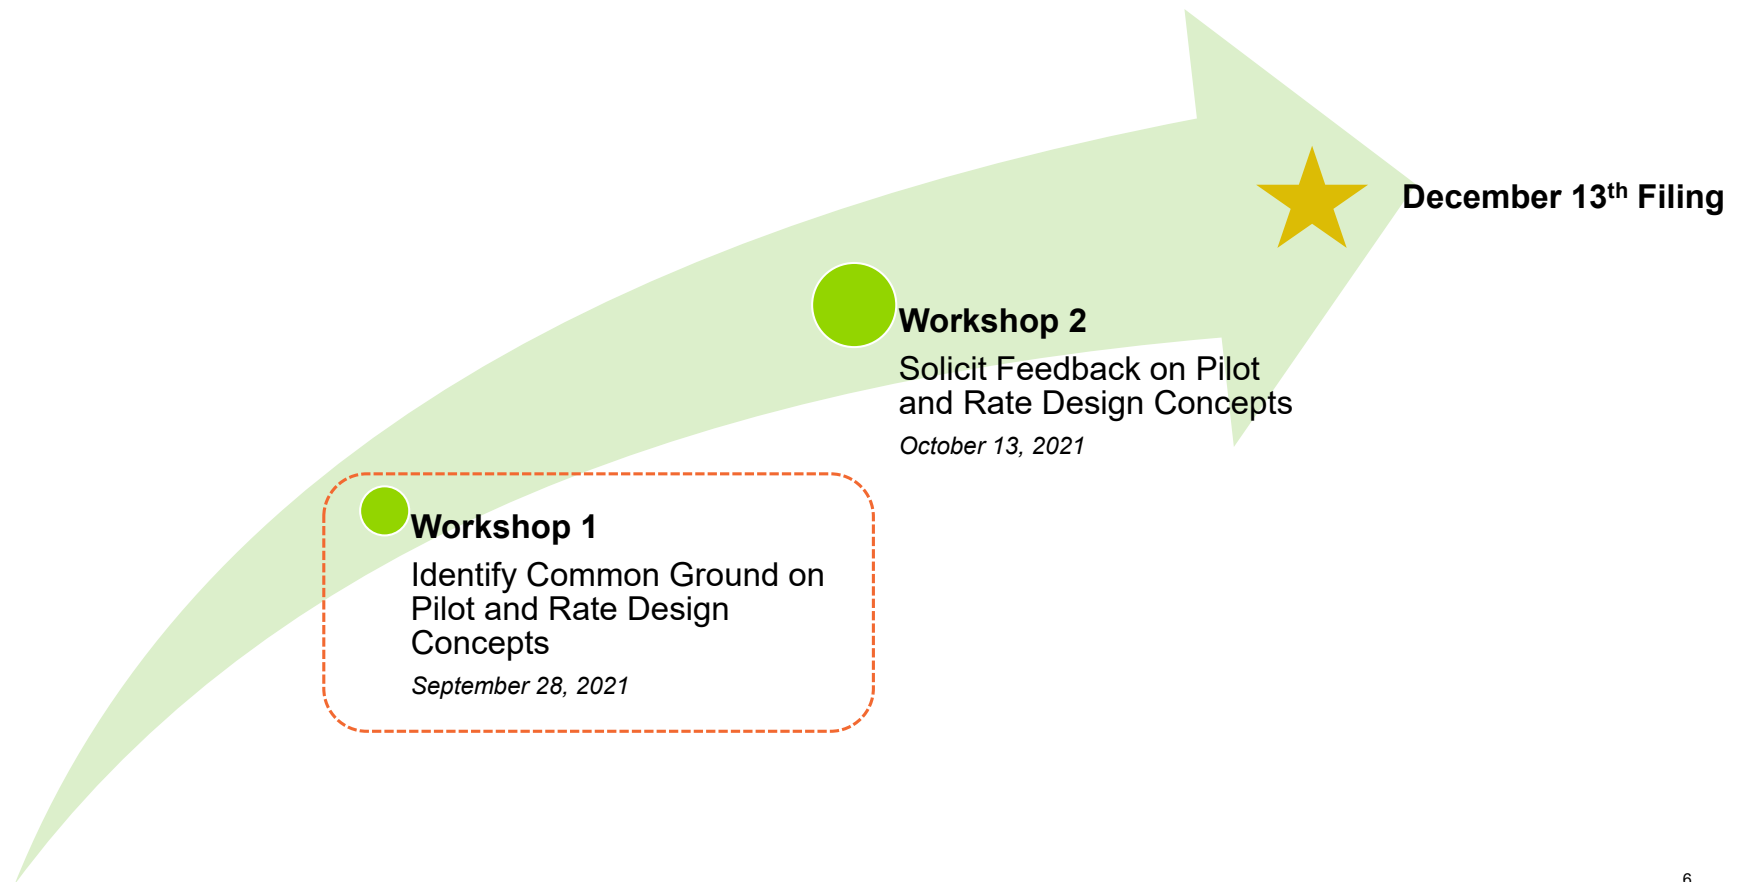 December 13th Filing
Workshop 2
Solicit Feedback on Pilot
and Rate Design Concepts
October 13, 2021
Workshop 1
Identify Common Ground on
Pilot and Rate Design
Concepts
September 28, 2021
6